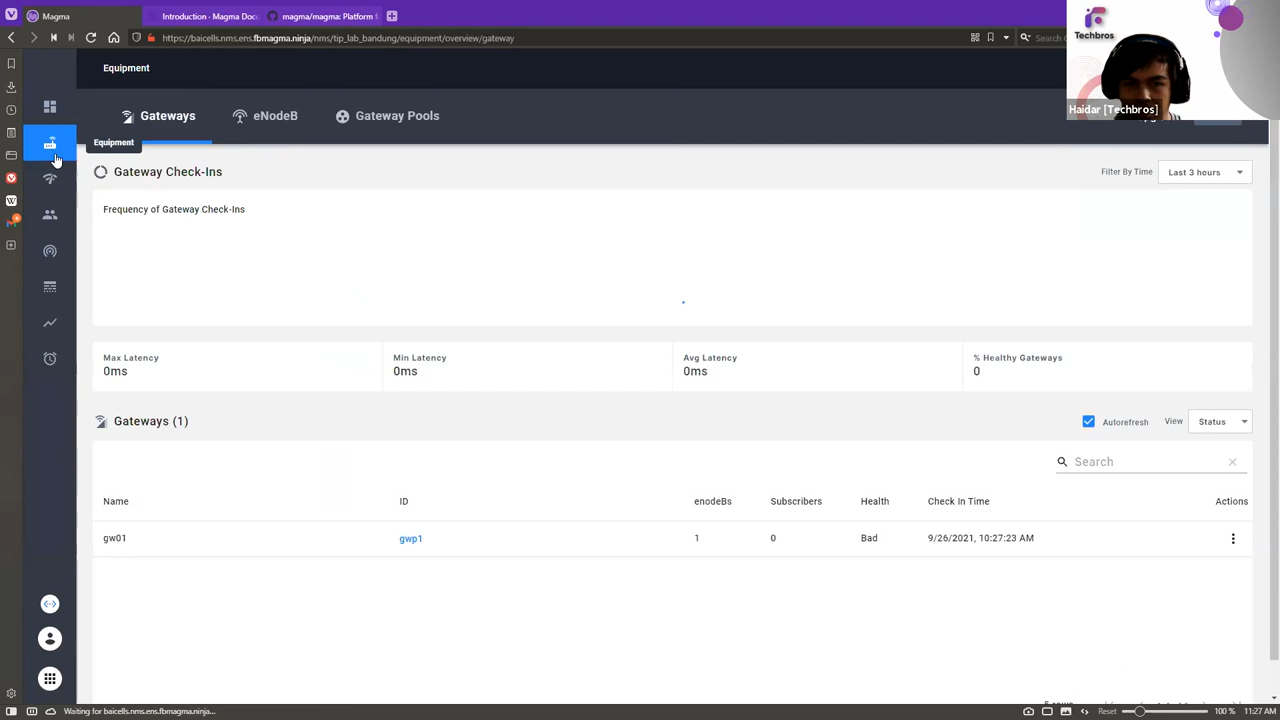 Magma
Introduction · Magma Doc
magma/magma: Platform f
https://baicells.nms.ens.fbmagma.ninja/nms/tip_lab_bandung/equipment/overview/gateway
Search
Techbros
Haidar [Techbros]
Equipment
Gateways
eNodeB
Gateway Pools
Equipment
Gateway Check-Ins
Filter By Time
Last 3 hours
Frequency of Gateway Check-Ins
Max Latency
0ms
Min Latency
0ms
Avg Latency
0ms
% Healthy Gateways
0
Gateways (1)
Autorefresh
View
Status
Search
Name
ID
enodeBs
Subscribers
Health
Check In Time
Actions
gw01
gwp1
1
0
Bad
9/26/2021, 10:27:23 AM
Waiting for baicells.nms.ens.fbmagma.ninja...
Reset
100 %
11:27 AM